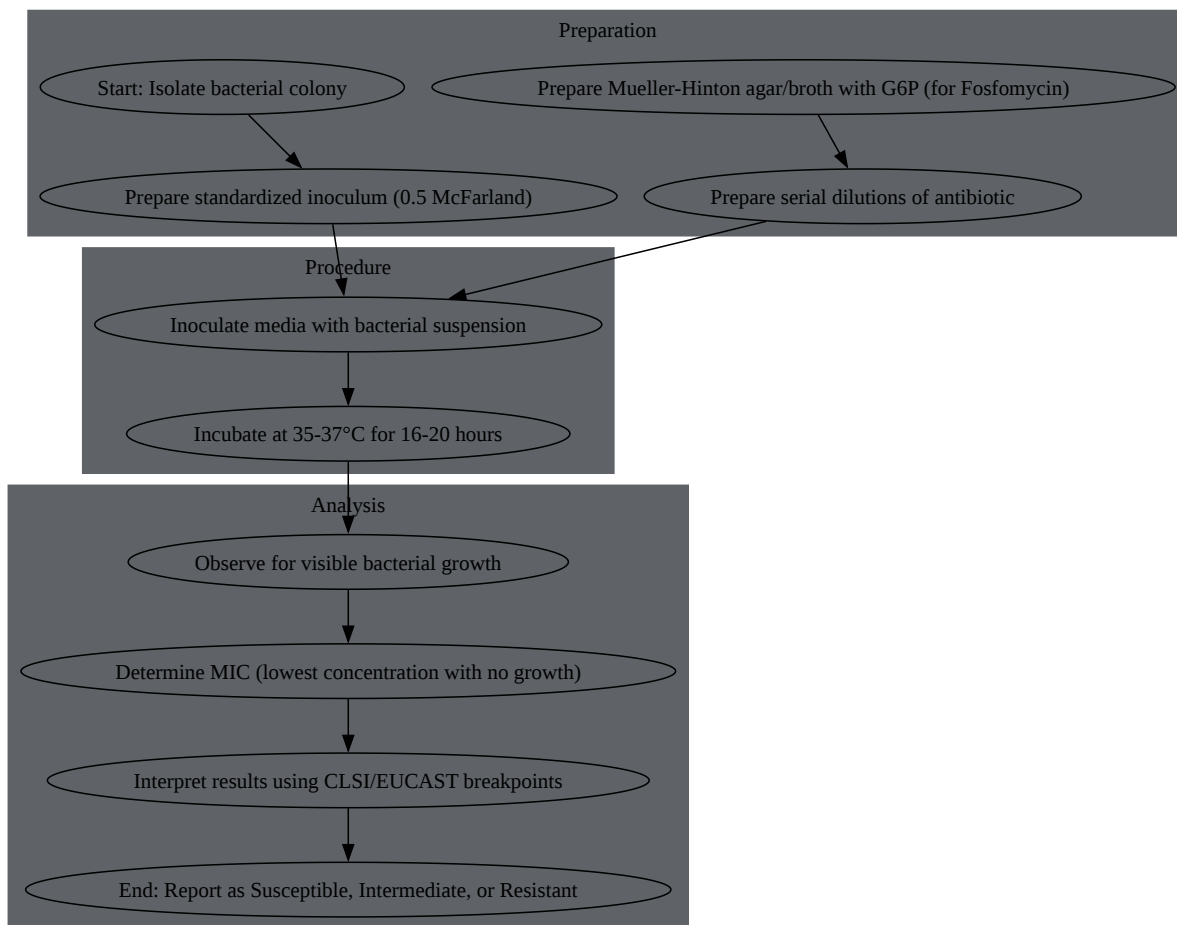 Preparation
Start: Isolate bacterial colony
Prepare Mueller-Hinton agar/broth with G6P (for Fosfomycin)
Prepare standardized inoculum (0.5 McFarland)
Prepare serial dilutions of antibiotic
Procedure
Inoculate media with bacterial suspension
Incubate at 35-37°C for 16-20 hours
Analysis
Observe for visible bacterial growth
Determine MIC (lowest concentration with no growth)
Interpret results using CLSI/EUCAST breakpoints
End: Report as Susceptible, Intermediate, or Resistant